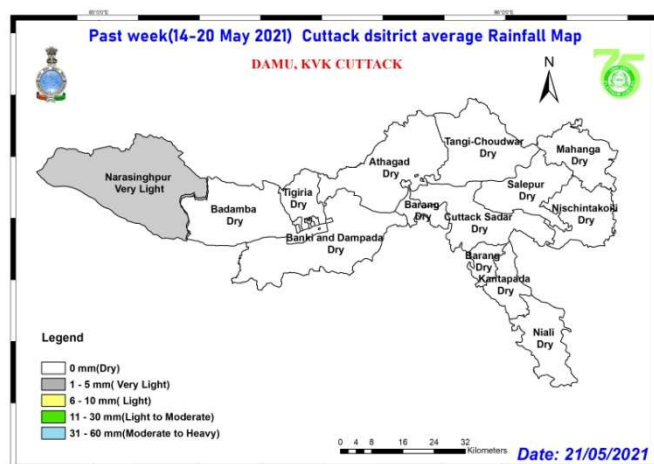 Past week(14-20 May 2021) Cuttack dsitrict average Rainfall Map
DAMU, KVK CUTTACK
75
N
Tangi-Choudwar
Dry
Mahanga
Dry
Athagad
Dry
Narasinghpur
Very Light
Tigiria
Dry
Salepur
Dry
Badamba
Dry
Barang
Dry
Cuttack Sadar
Dry
Nischintakoili
Dry
Banki and Dampada
Dry
Barang
Dry
Kantapada
Dry
Niali
Dry
Legend
0 mm(Dry)
1 - 5 mm( Very Light)
6 - 10 mm( Light)
11 - 30 mm(Light to Moderate)
31 - 60 mm(Moderate to Heavy)
0 4 8 16 24 32
Kilometers
Date: 21/05/2021